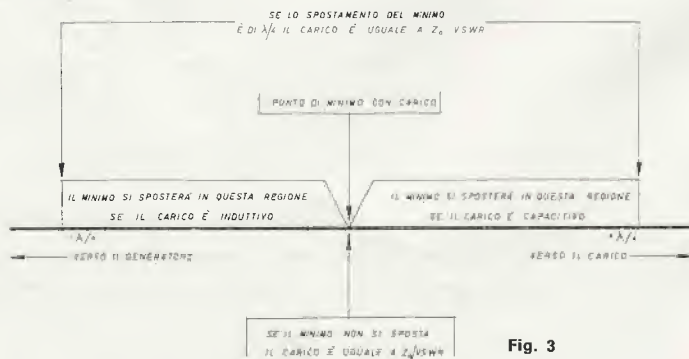 SE LO SPOSTAMENTO DEL MINIMO
È DI λ/4 IL CARICO È UGUALE A Z₀ VSWR
PUNTO DI MINIMO CON CARICO
IL MINIMO SI SPOSTERÀ IN QUESTA REGIONE
SE IL CARICO È INDUTTIVO
IL MINIMO SI SPOSTERÀ IN QUESTA REGIONE
SE IL CARICO È CAPACITIVO
VERSO IL GENERATORE
VERSO IL CARICO
SE IL MINIMO NON SI SPOSTA
IL CARICO È UGUALE A Z₀/VSWR
Fig. 3